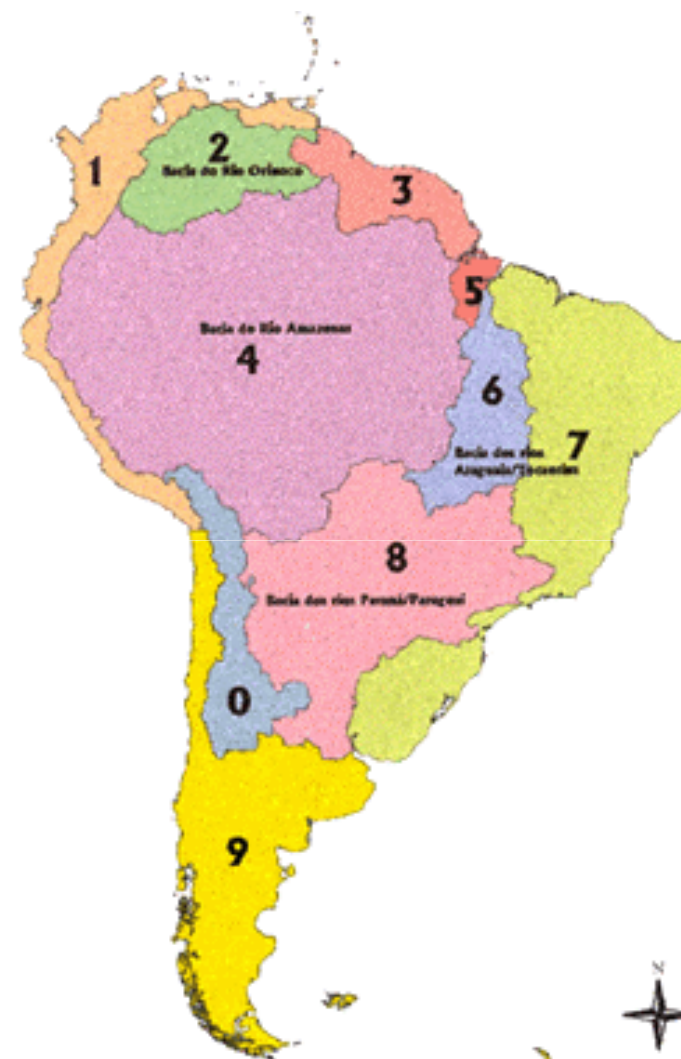 2
Bacia do Rio Orinoco
1
3
5
Bacia do Rio Amazonas
4
6
7
Bacia dos rios
Araguaia/Tocantins
8
Bacia dos rios Paraná/Paraguai
0
9
N